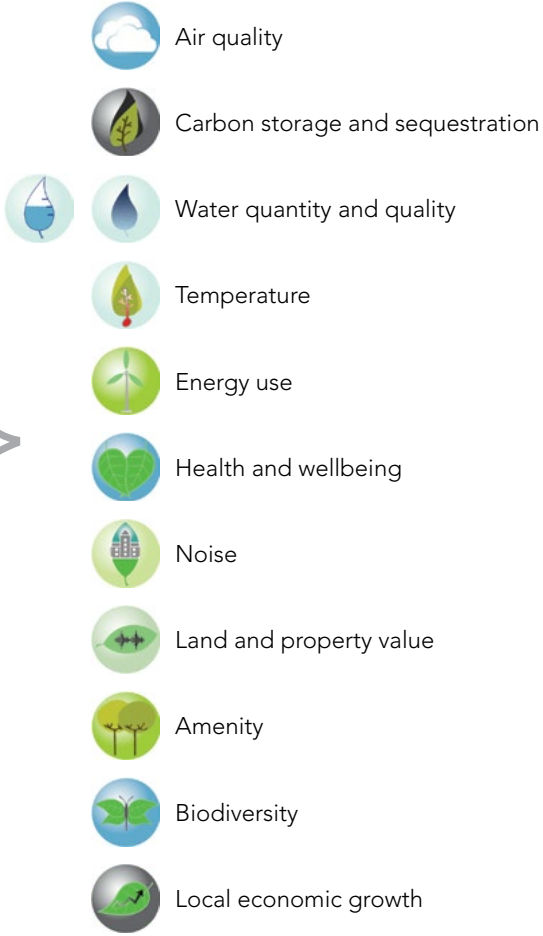 Air quality
Carbon storage and sequestration
Water quantity and quality
Temperature
Energy use
Health and wellbeing
Noise
Land and property value
Amenity
Biodiversity
Local economic growth